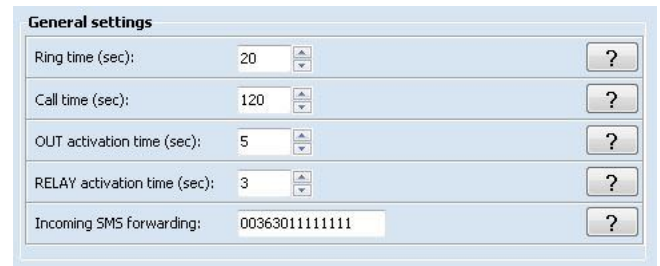 General settings
Ring time (sec): 20 ?
Call time (sec): 120 ?
OUT activation time (sec): 5 ?
RELAY activation time (sec): 3 ?
Incoming SMS forwarding: 00363011111111 ?